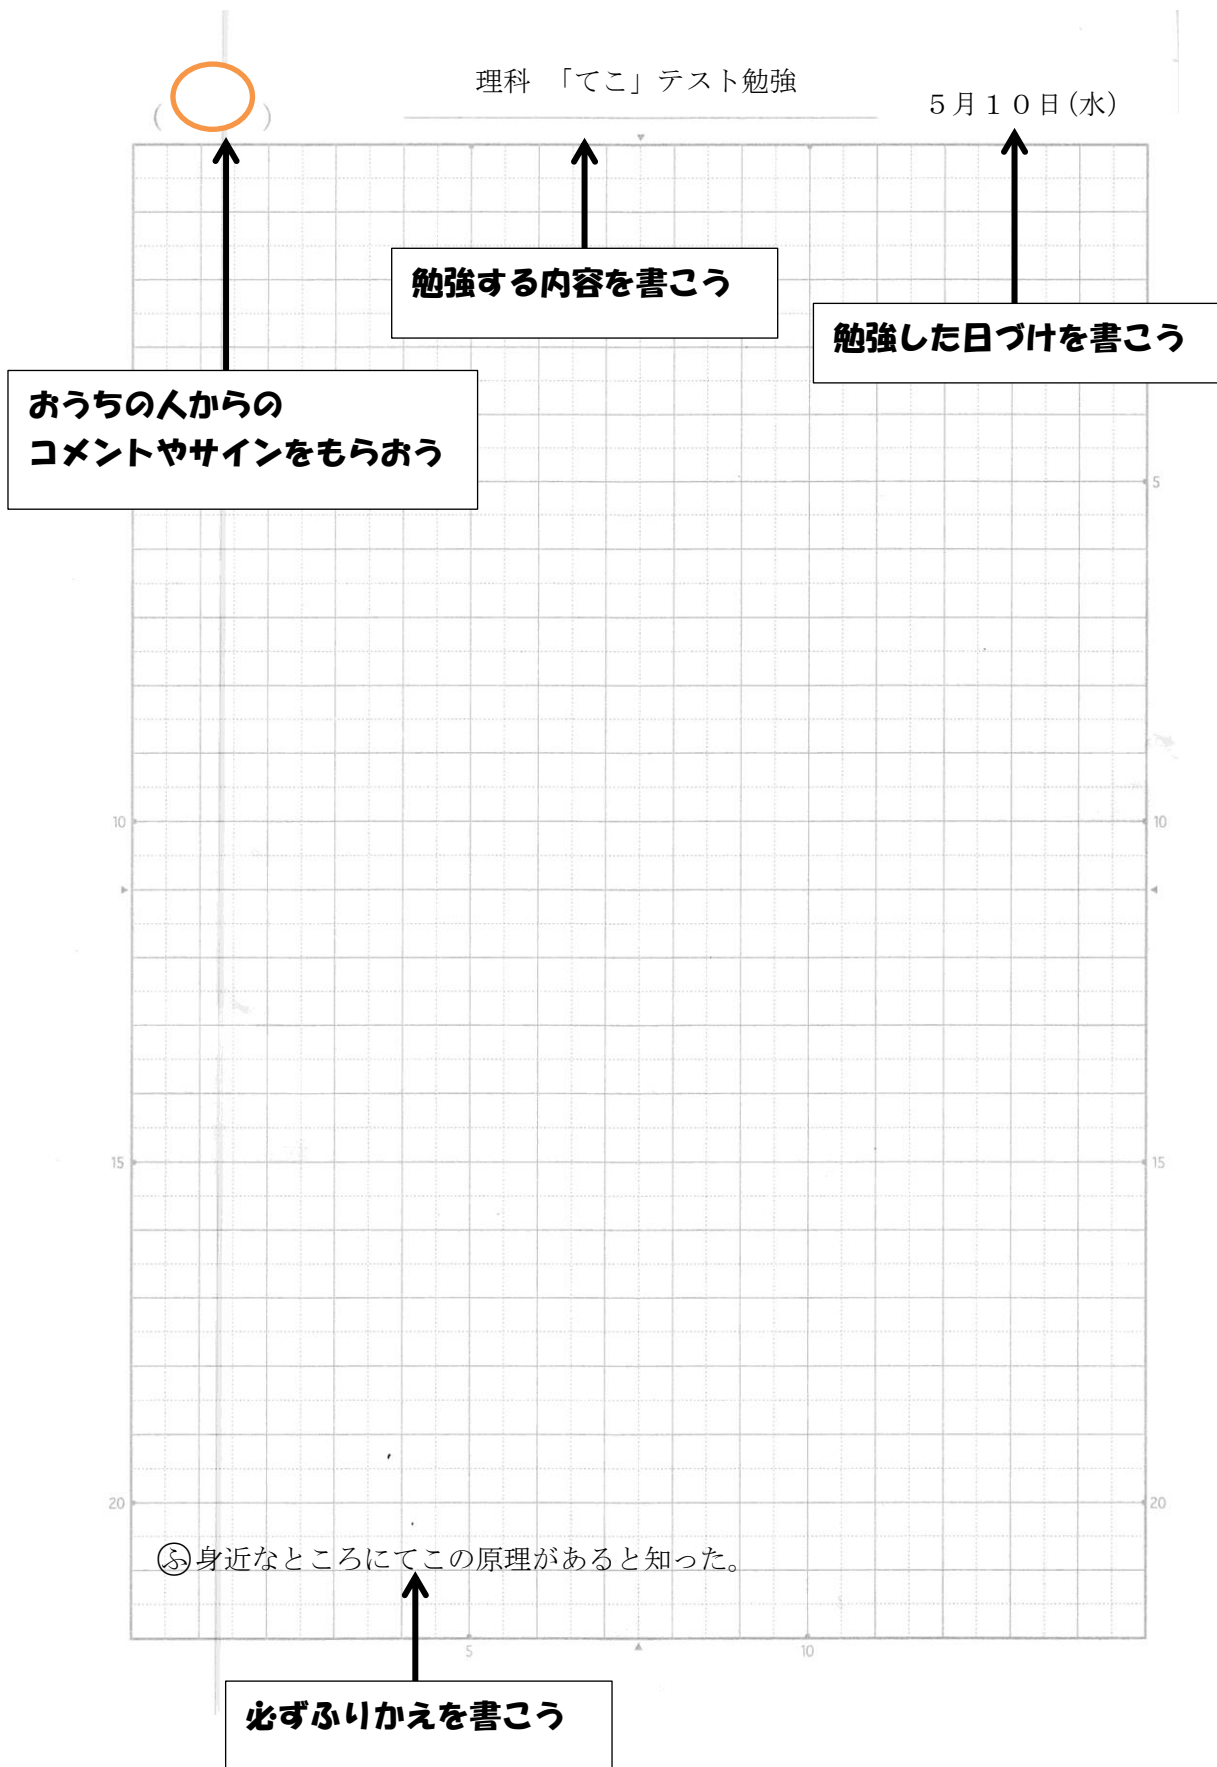 理科　「てこ」テスト勉強
５月１０日(水)
(　　)
勉強する内容を書こう
勉強した日づけを書こう
おうちの人からの
コメントやサインをもらおう
5
10
10
15
15
20
20
ふ身近なところにてこの原理があると知った。
5
10
必ずふりかえを書こう